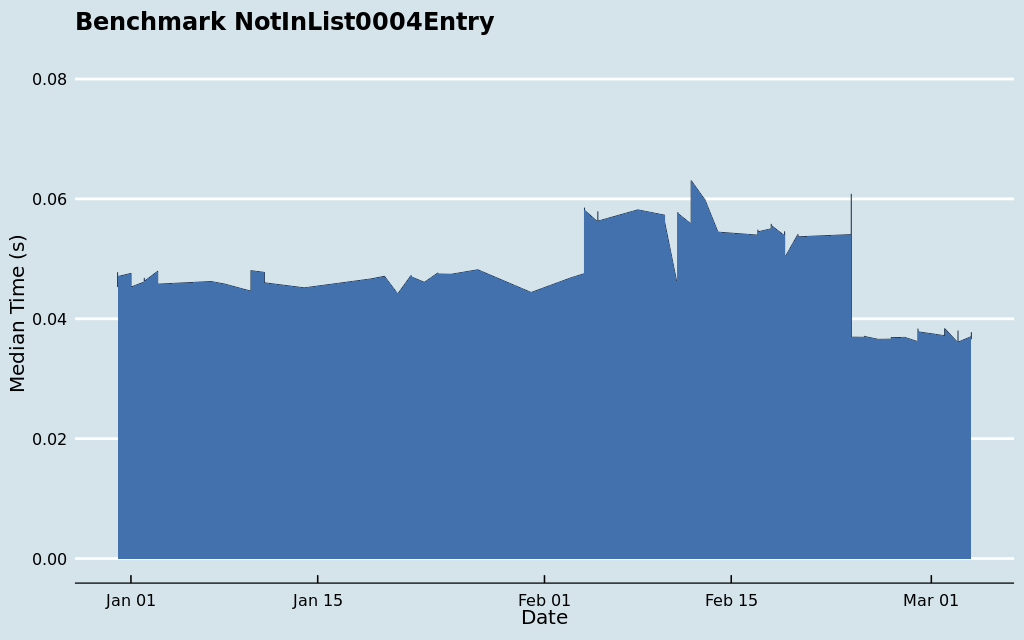 Benchmark NotInList0004Entry
0.08
0.06
0.04
0.02
0.00
Median Time (s)
Jan 01
Jan 15
Feb 01
Feb 15
Mar 01
Date